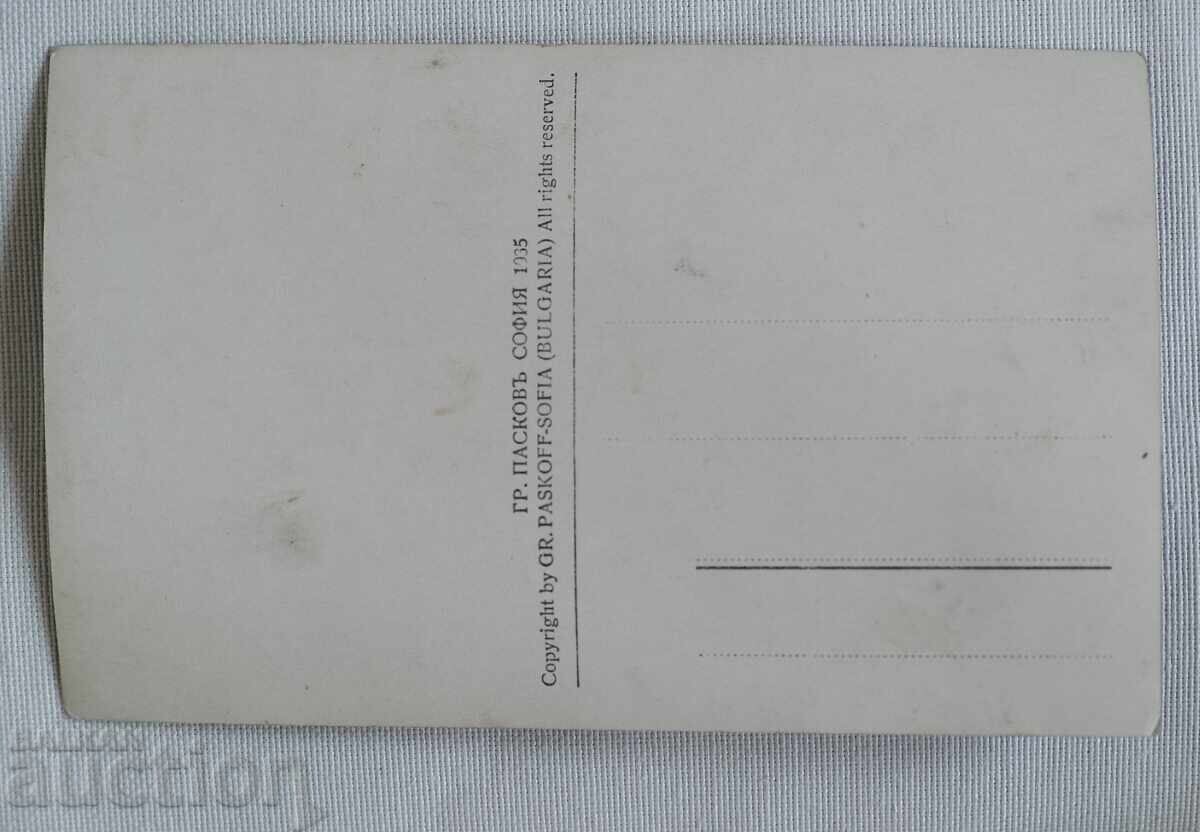 ГР. ПАСКОВЪ СОФИЯ 1935
Copyright by GR. PASKOFF-SOFIA (BULGARIA) All rights reserved.
auction